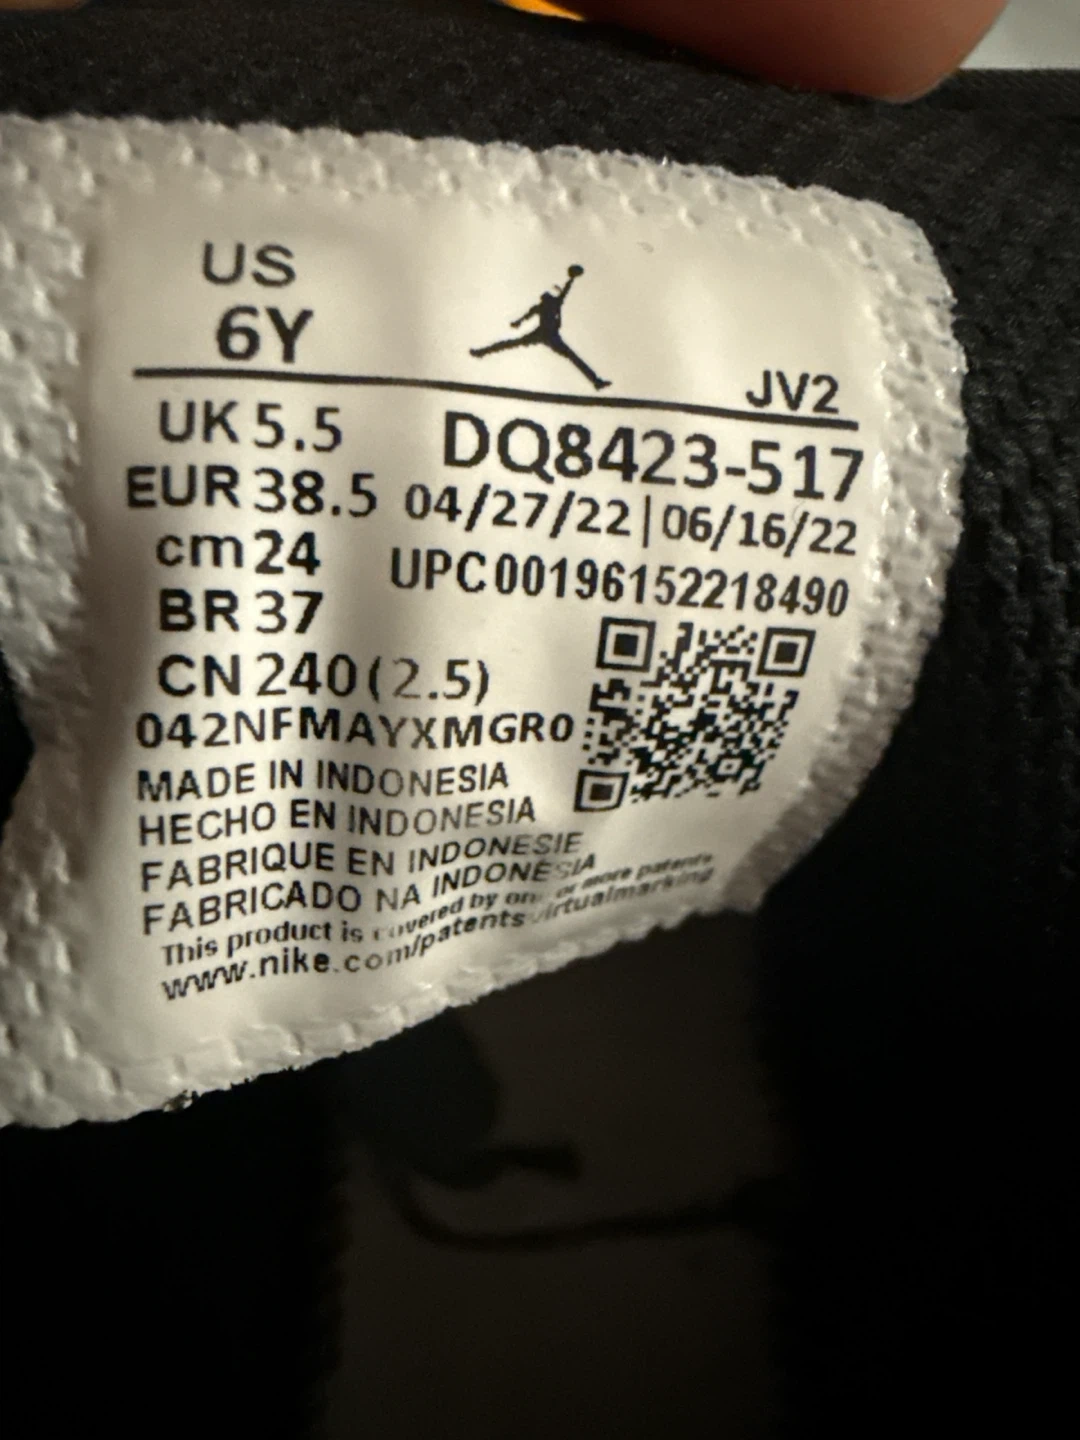 US
6Y
JV2
UK 5.5
DQ8423-517
EUR 38.5
04/27/22 | 06/16/22
cm 24
UPC 00196152218490
BR 37
CN 240 (2.5)
042NFMAYXMGR0
MADE IN INDONESIA
HECHO EN INDONESIA
FABRIQUE EN INDONESIE
FABRICADO NA INDONÉSIA
This product is covered by one or more patents
www.nike.com/patents virtualmarking